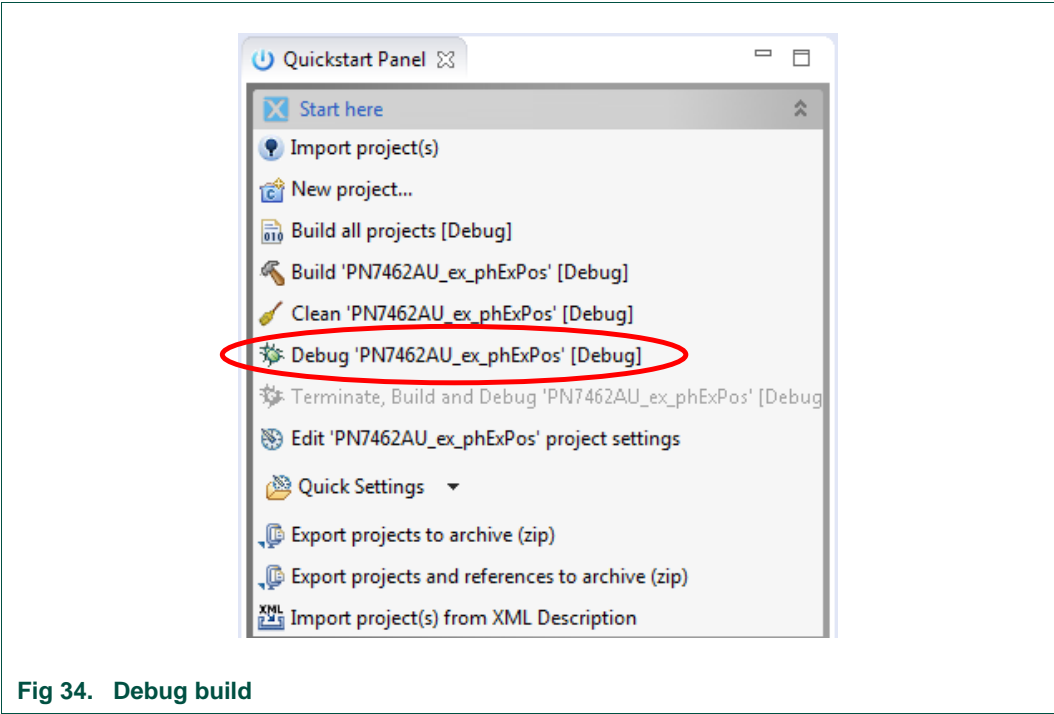 Quickstart Panel
Start here
Import project(s)
New project...
Build all projects [Debug]
Build 'PN7462AU_ex_phExPos' [Debug]
Clean 'PN7462AU_ex_phExPos' [Debug]
Debug 'PN7462AU_ex_phExPos' [Debug]
Terminate, Build and Debug 'PN7462AU_ex_phExPos' [Debug
Edit 'PN7462AU_ex_phExPos' project settings
Quick Settings
Export projects to archive (zip)
Export projects and references to archive (zip)
Import project(s) from XML Description
Fig 34. Debug build